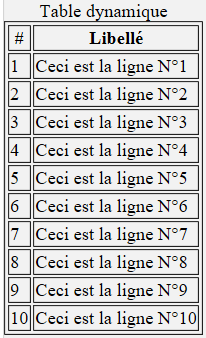 Table dynamique
# Libellé
1 Ceci est la ligne N°1
2 Ceci est la ligne N°2
3 Ceci est la ligne N°3
4 Ceci est la ligne N°4
5 Ceci est la ligne N°5
6 Ceci est la ligne N°6
7 Ceci est la ligne N°7
8 Ceci est la ligne N°8
9 Ceci est la ligne N°9
10 Ceci est la ligne N°10